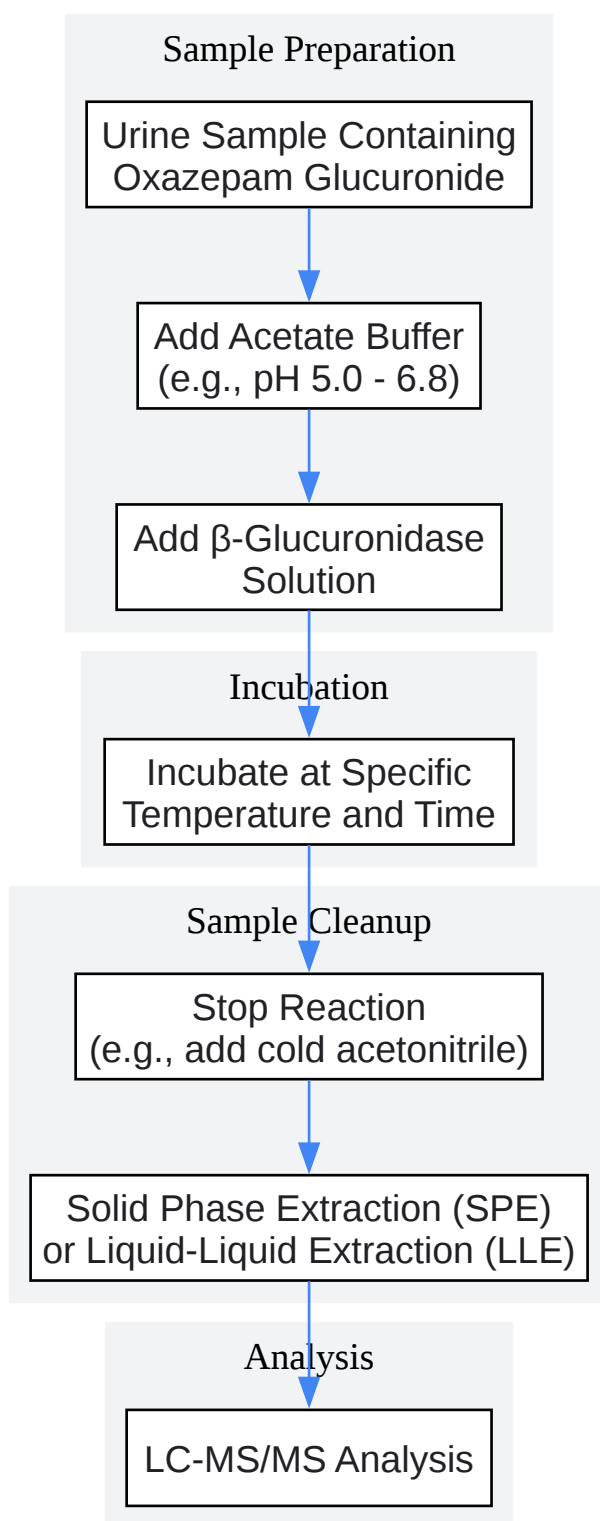 Sample Preparation
Urine Sample Containing
Oxazepam Glucuronide
Add Acetate Buffer
(e.g., pH 5.0 - 6.8)
Add β-Glucuronidase
Solution
Incubation
Incubate at Specific
Temperature and Time
Sample Cleanup
Stop Reaction
(e.g., add cold acetonitrile)
Solid Phase Extraction (SPE)
or Liquid-Liquid Extraction (LLE)
Analysis
LC-MS/MS Analysis